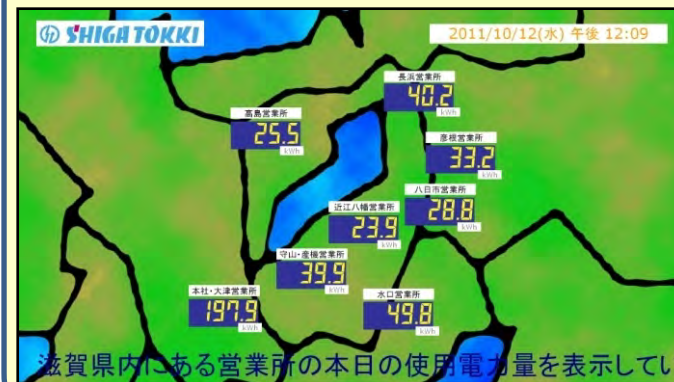 SHIGA TOKKI
2011/10/12(水) 午後 12:09
長浜営業所
40.2
kWh
高島営業所
25.5
kWh
彦根営業所
33.2
kWh
八日市営業所
28.8
kWh
近江八幡営業所
23.9
kWh
守山・産機営業所
39.9
kWh
本社・大津営業所
197.9
kWh
水口営業所
49.8
kWh
滋賀県内にある営業所の本日の使用電力量を表示してい